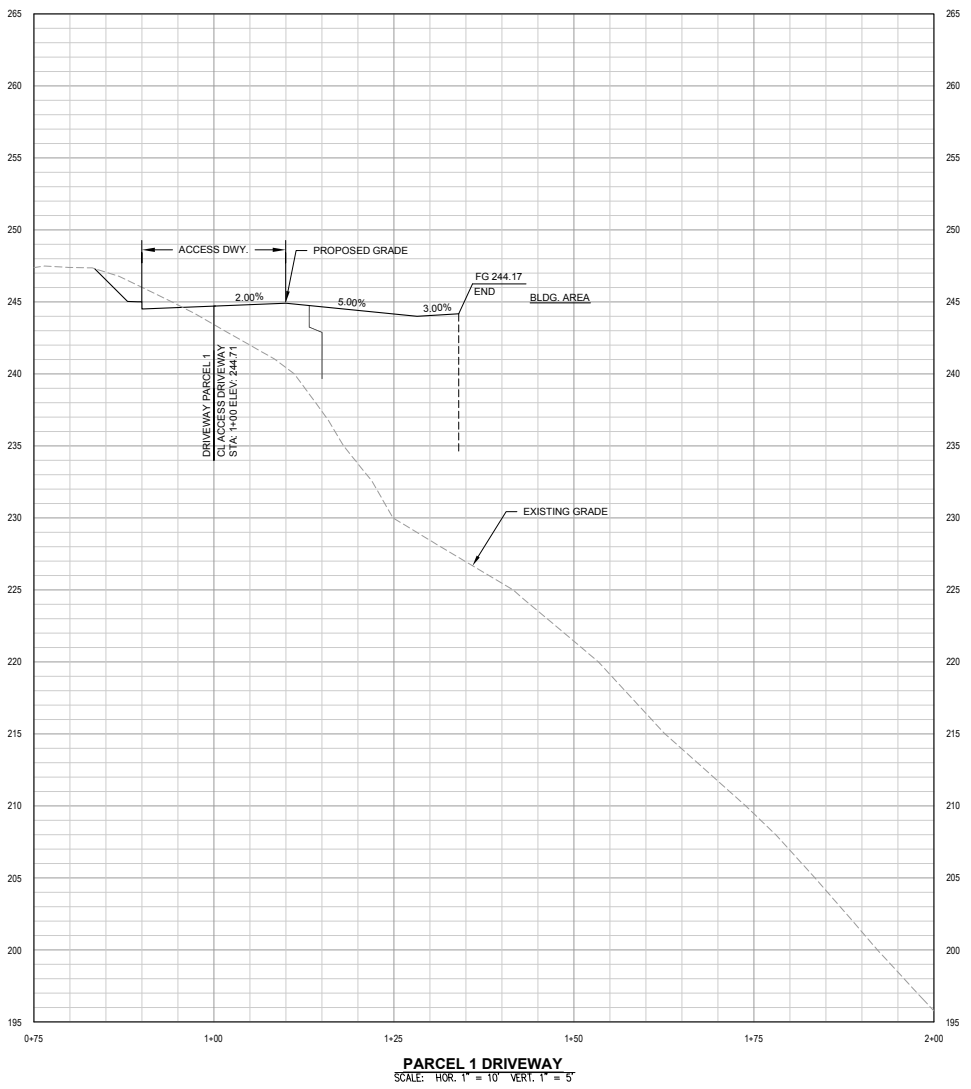 265 265
260 260
255 255
250 250
ACCESS DWY.
PROPOSED GRADE
FG 244.17
END
BLDG. AREA
2.00%
5.00%
3.00%
245 245
DRIVEWAY PARCEL 1
CL ACCESS DRIVEWAY
STA: 1+00 ELEV: 244.71
240 240
235 235
230 230
EXISTING GRADE
225 225
220 220
215 215
210 210
205 205
200 200
195 195
0+75 1+00 1+25 1+50 1+75 2+00
PARCEL 1 DRIVEWAY
SCALE: HOR. 1" = 10' VERT. 1" = 5'